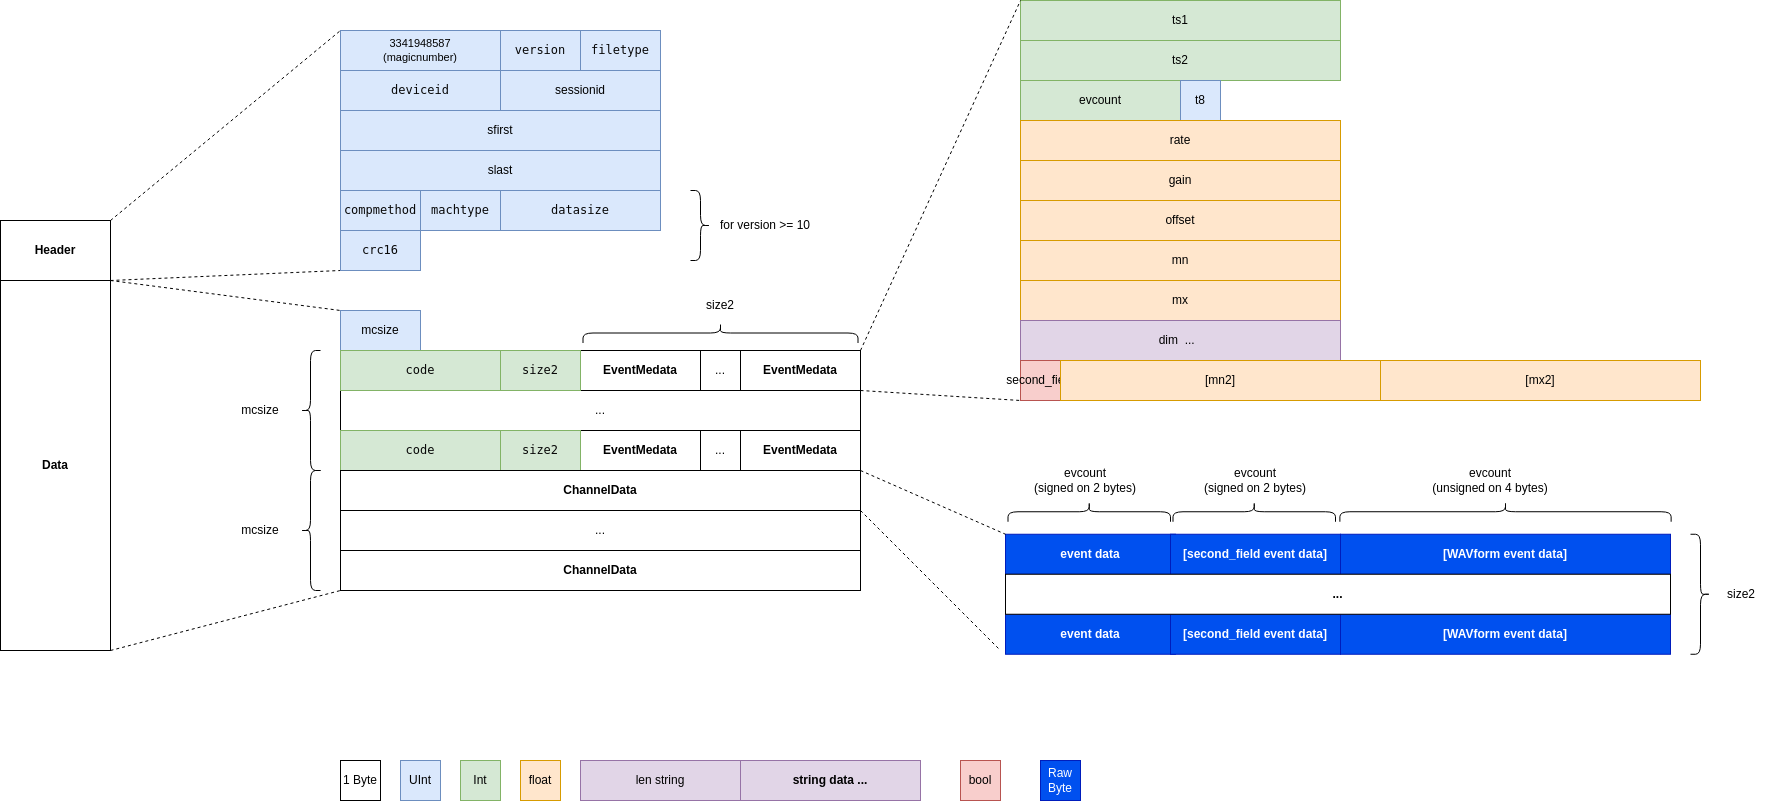 Header
Data
3341948587
(magicnumber)
version
filetype
deviceid
sessionid
sfirst
slast
compmethod
machtype
datasize
crc16
for version >= 10
mcsize
size2
mcsize
code
size2
EventMedata
...
EventMedata
...
code
size2
EventMedata
...
EventMedata
mcsize
ChannelData
...
ChannelData
ts1
ts2
evcount
t8
rate
gain
offset
mn
mx
dim ...
second_fie
[mn2]
[mx2]
evcount
(signed on 2 bytes)
evcount
(signed on 2 bytes)
evcount
(unsigned on 4 bytes)
event data
[second_field event data]
[WAVform event data]
...
event data
[second_field event data]
[WAVform event data]
size2
1 Byte
UInt
Int
float
len string
string data ...
bool
Raw
Byte